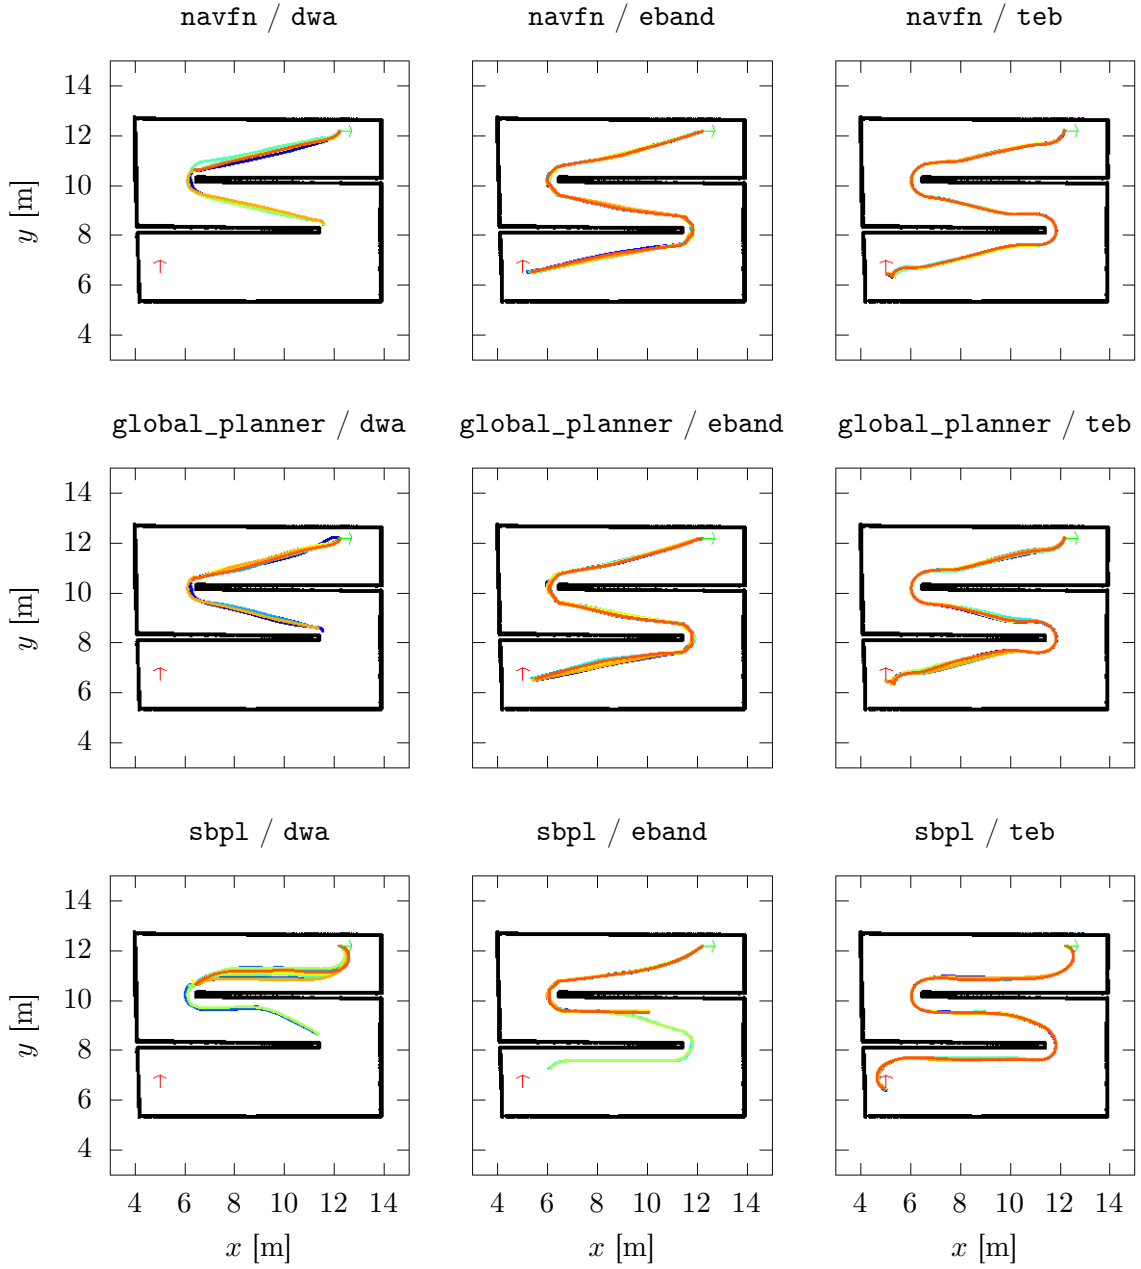 navfn / dwa
navfn / eband
navfn / teb
14
12
10
8
6
4
y [m]
global_planner / dwa
global_planner / eband
global_planner / teb
14
12
10
8
6
4
y [m]
sbpl / dwa
sbpl / eband
sbpl / teb
14
12
10
8
6
4
y [m]
4 6 8 10 12 14
4 6 8 10 12 14
4 6 8 10 12 14
x [m]
x [m]
x [m]